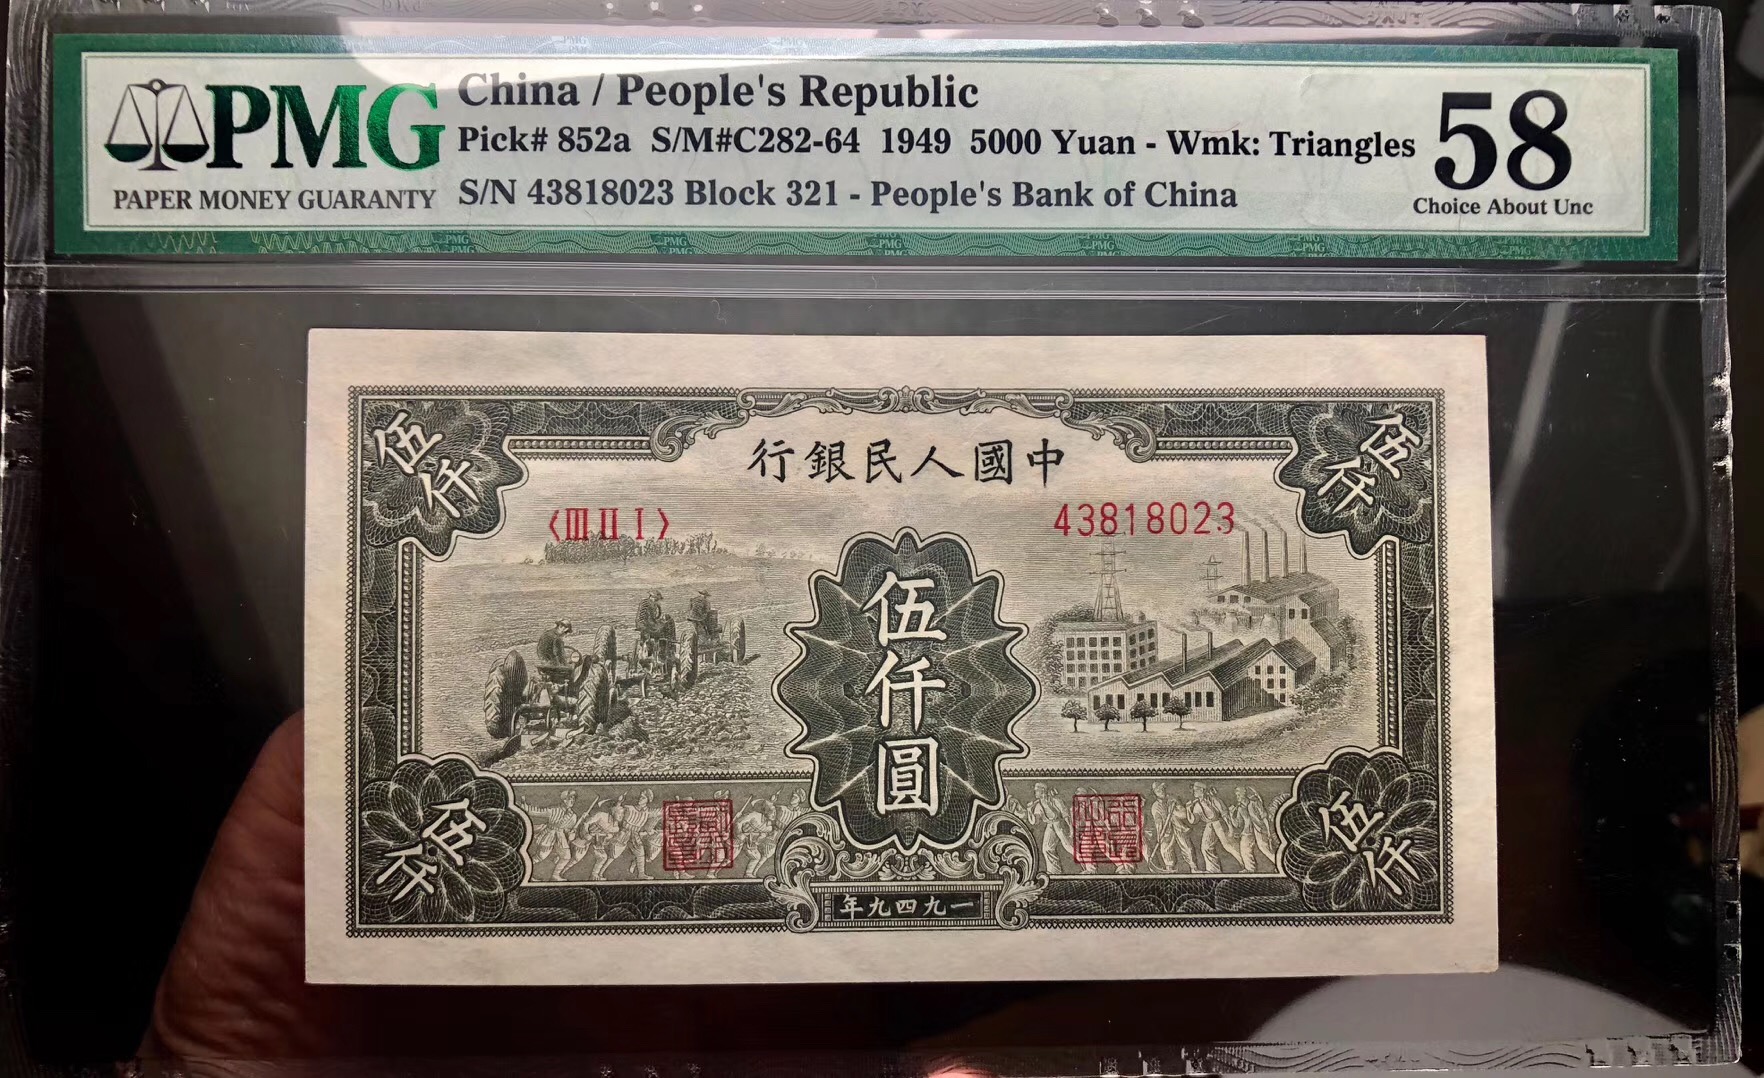 PMG
PAPER MONEY GUARANTY
China / People's Republic
Pick# 852a S/M#C282-64 1949 5000 Yuan - Wmk: Triangles
S/N 43818023 Block 321 - People's Bank of China
58
Choice About Unc
伍仟
伍仟
行銀民人國中
〈III II I〉
43818023
伍仟圓
伍仟
伍仟
年九四九一